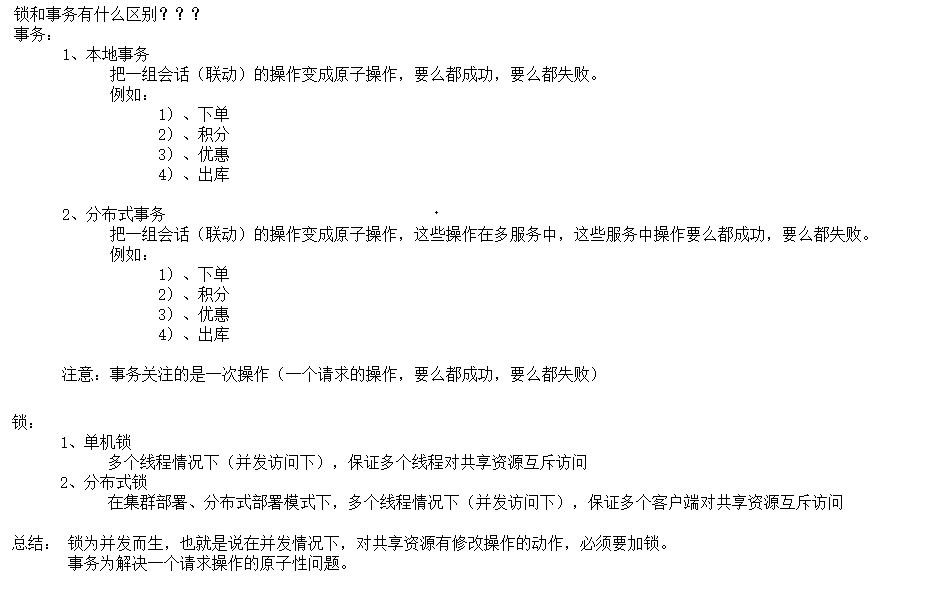 锁和事务有什么区别？？？
事务：
1、本地事务
把一组会话（联动）的操作变成原子操作，要么都成功，要么都失败。
例如：
1）、下单
2）、积分
3）、优惠
4）、出库
2、分布式事务
把一组会话（联动）的操作变成原子操作，这些操作在多服务中，这些服务中操作要么都成功，要么都失败。
例如：
1）、下单
2）、积分
3）、优惠
4）、出库
注意：事务关注的是一次操作（一个请求的操作，要么都成功，要么都失败）
锁：
1、单机锁
多个线程情况下（并发访问下），保证多个线程对共享资源互斥访问
2、分布式锁
在集群部署、分布式部署模式下，多个线程情况下（并发访问下），保证多个客户端对共享资源互斥访问
总结： 锁为并发而生，也就是说在并发情况下，对共享资源有修改操作的动作，必须要加锁。
事务为解决一个请求操作的原子性问题。